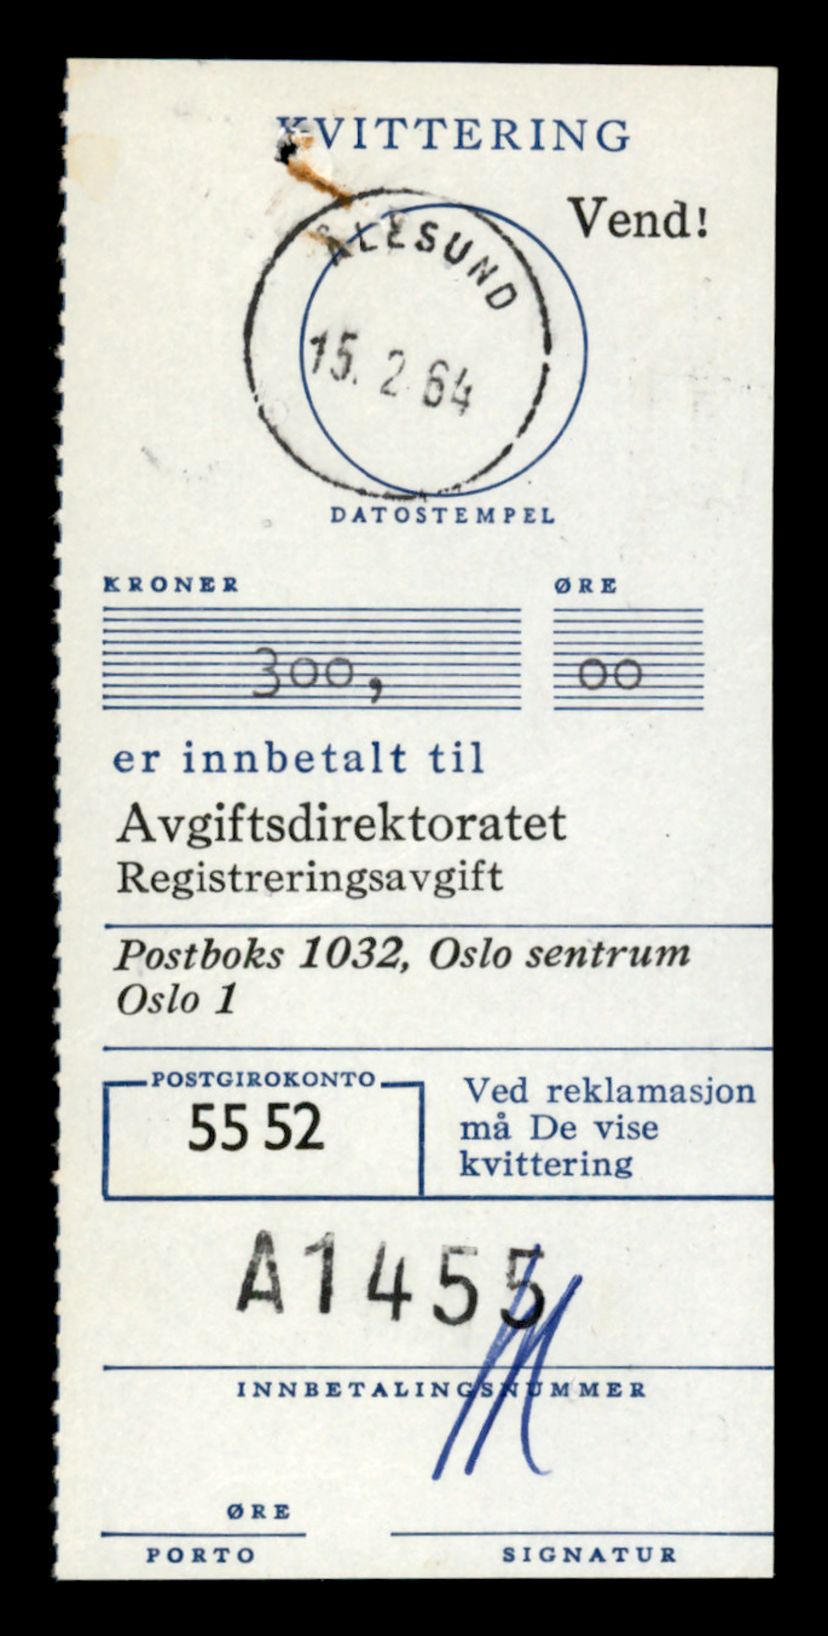 KVITTERING
Vend!
ÅLESUND
15. 2. 64
DATOSTEMPEL
KRONER ØRE
300, 00
er innbetalt til
Avgiftsdirektoratet
Registreringsavgift
Postboks 1032, Oslo sentrum
Oslo 1
POSTGIROKONTO
55 52
Ved reklamasjon
må De vise
kvittering
A1455
INNBETALINGSNUMMER
ØRE
PORTO SIGNATUR